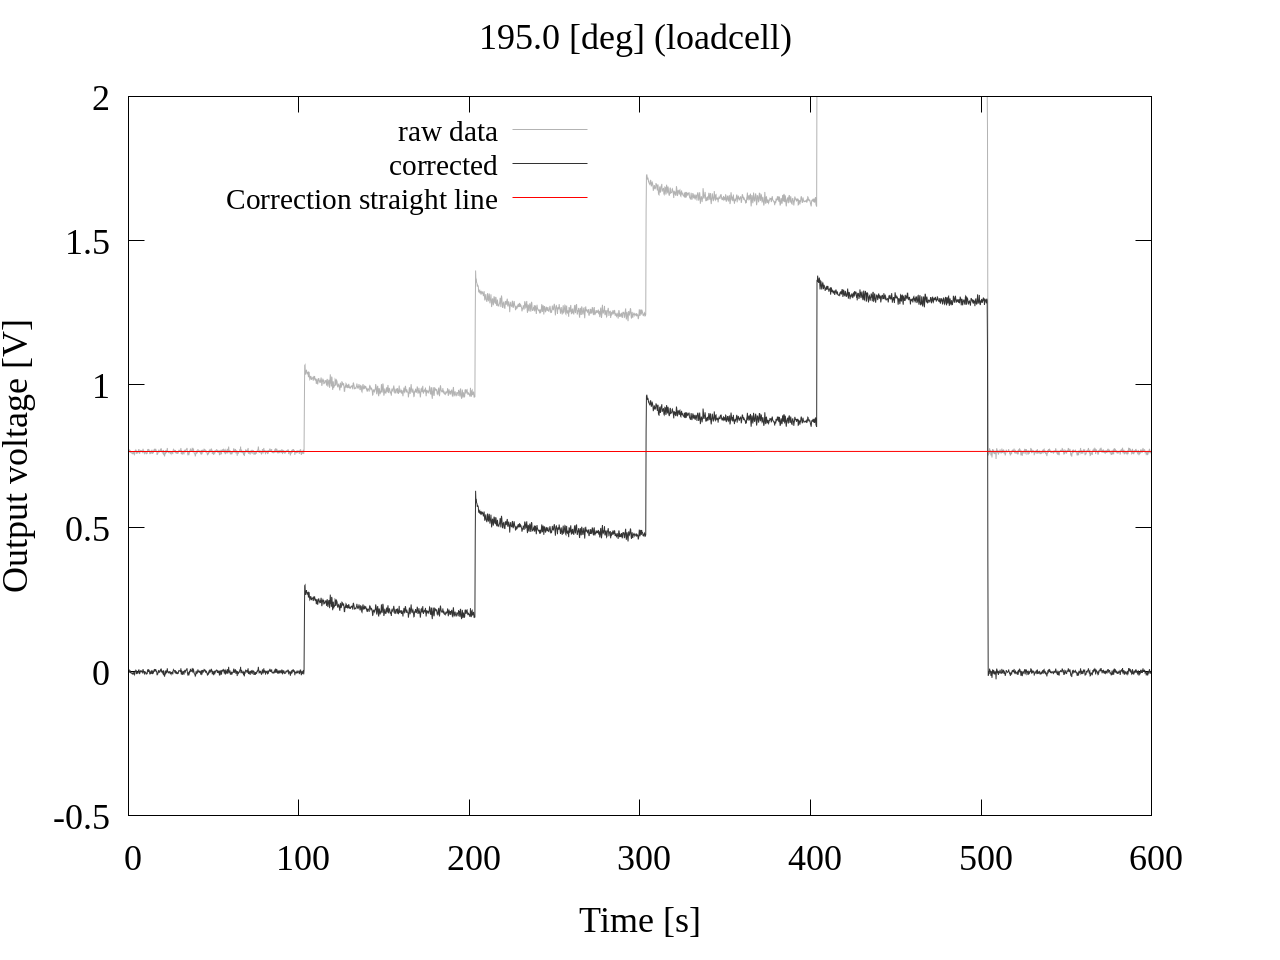 195.0 [deg] (loadcell)
2
1.5
1
0.5
0
-0.5
Output voltage [V]
raw data
corrected
Correction straight line
0 100 200 300 400 500 600
Time [s]